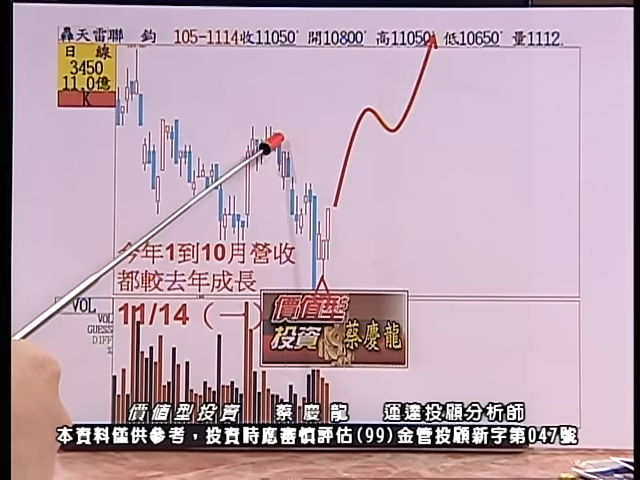 轟天雷聯 鈞 105-1114收11050 開10800 高11050 低10650 量1112.
日 線
3450
11.0億
K
今年1到10月營收
都較去年成長
VOL
11/14（一）
VOL
GUESS
DIFF
價值型
投資 蔡慶龍
價值型投資 蔡慶龍 運達投顧分析師
本資料僅供參考，投資時應審慎評估(99)金管投顧新字第047號